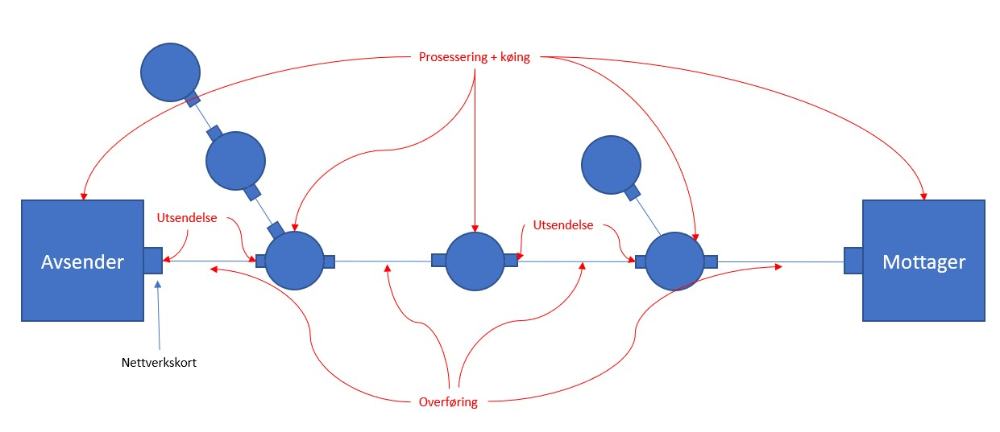 Prosessering + køing
Utsendelse
Utsendelse
Avsender
Mottager
Nettverkskort
Overføring